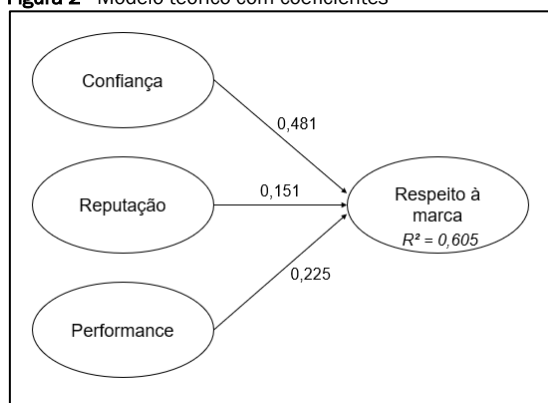 Figura 2 - Modelo teórico com coeficientes
Confiança
0,481
Reputação
0,151
Respeito à
marca
R² = 0,605
0,225
Performance